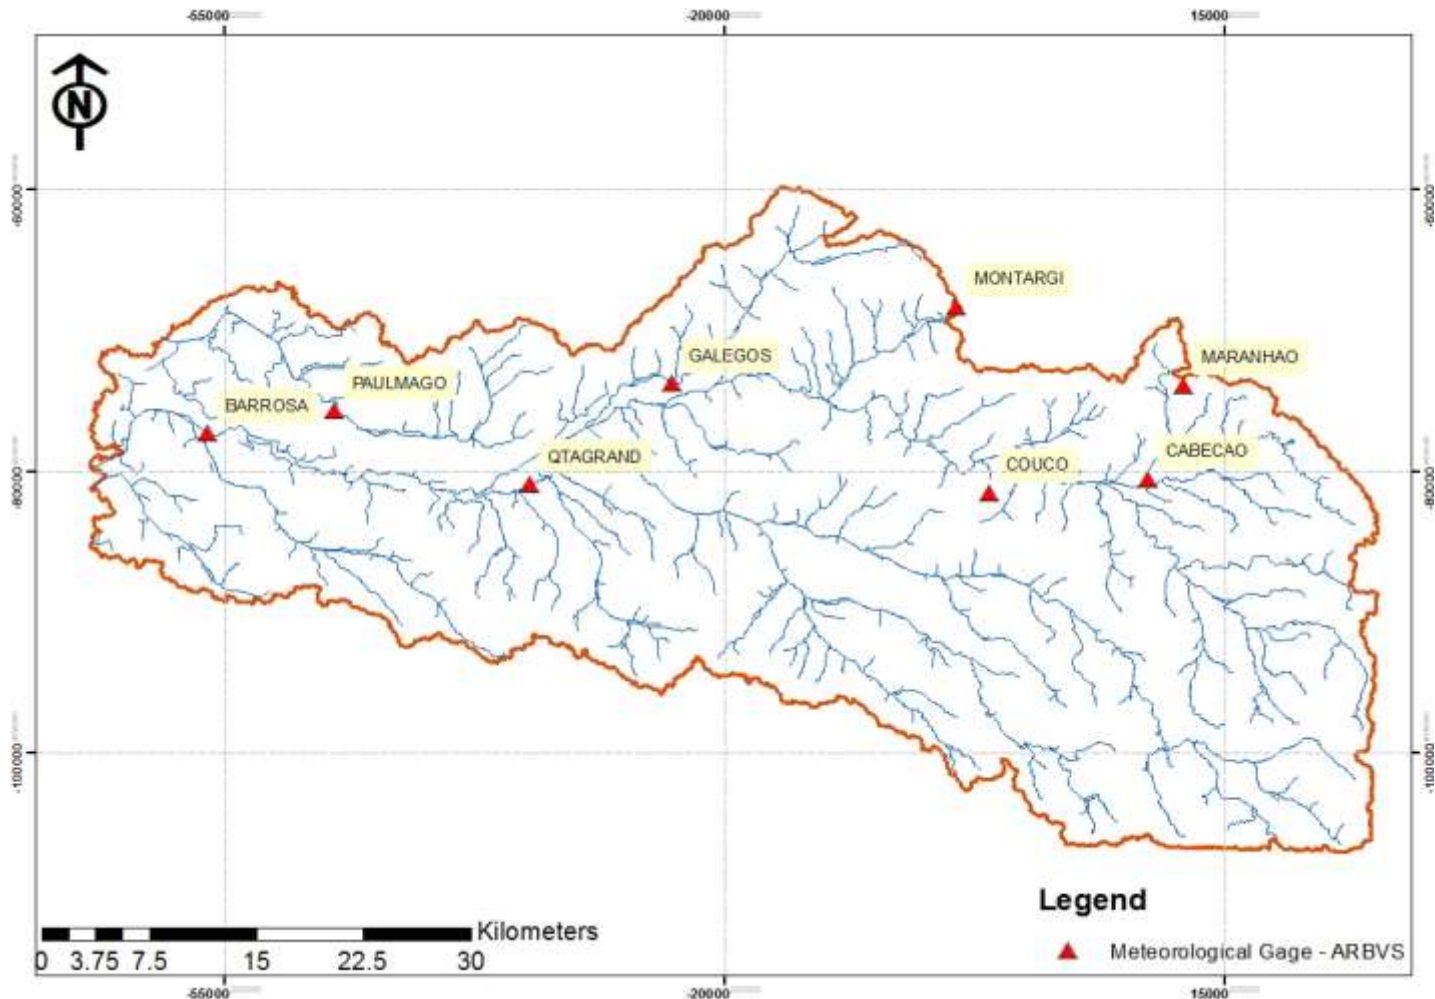 -55000 -20000 15000
N
-60000 -60000
MONTARGI
GALEGOS
MARANHAO
PAULMAGO
BARROSA
CABECAO
QTAGRAND
COUCO
-80000 -80000
-100000 -100000
Legend
Kilometers
Meteorological Gage - ARBVS
0 3.75 7.5 15 22.5 30
-55000 -20000 15000